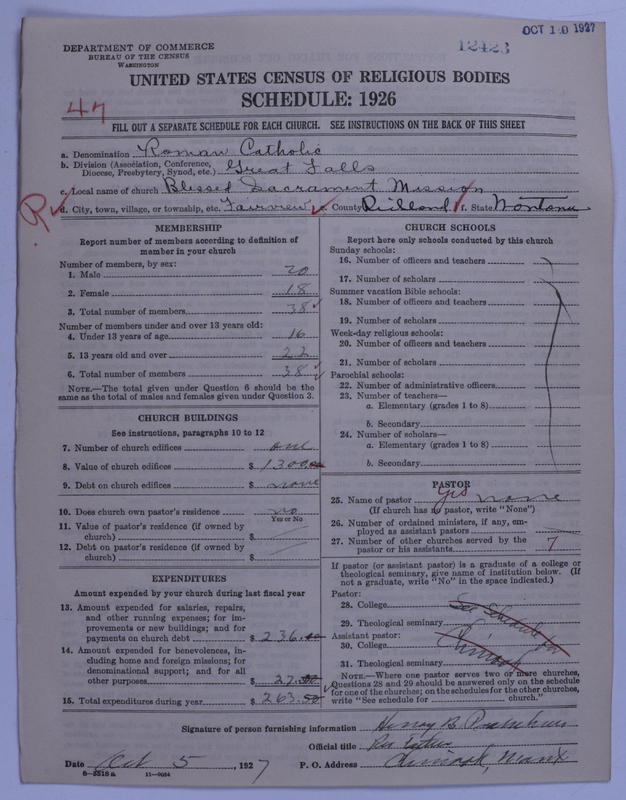 OCT 10 1927
12423
DEPARTMENT OF COMMERCE
BUREAU OF THE CENSUS
WASHINGTON
UNITED STATES CENSUS OF RELIGIOUS BODIES
SCHEDULE: 1926
47
FILL OUT A SEPARATE SCHEDULE FOR EACH CHURCH. SEE INSTRUCTIONS ON THE BACK OF THIS SHEET
a. Denomination Roman Catholic
b. Division (Association, Conference, Diocese, Presbytery, Synod, etc.) Great Falls
c. Local name of church Blessed Sacrament Mission
R
d. City, town, village, or township, etc. Fairview e. County Richland f. State Montana
MEMBERSHIP
Report number of members according to definition of
member in your church
Number of members, by sex:
1. Male 20
2. Female 18
3. Total number of members 38
Number of members under and over 13 years old:
4. Under 13 years of age 16
5. 13 years old and over 22
6. Total number of members 38
NOTE.—The total given under Question 6 should be
same as the total of males and females given under Question 3.
CHURCH BUILDINGS
See instructions, paragraphs 10 to 12
7. Number of church edifices one
8. Value of church edifices $ 1300.00
9. Debt on church edifices $ none
10. Does church own pastor's residence no
Yes or No
11. Value of pastor's residence (if owned by
church) $
12. Debt on pastor's residence (if owned by
church) $
EXPENDITURES
Amount expended by your church during last fiscal year
13. Amount expended for salaries, repairs,
and other running expenses; for im-
provements or new buildings; and for
payments on church debt $ 236.00
14. Amount expended for benevolences, in-
cluding home and foreign missions; for
denominational support; and for all
other purposes $ 27.50
15. Total expenditures during year $ 263.50
CHURCH SCHOOLS
Report here only schools conducted by this church
Sunday schools:
16. Number of officers and teachers
17. Number of scholars
Summer vacation Bible schools:
18. Number of officers and teachers
19. Number of scholars
Week-day religious schools:
20. Number of officers and teachers
21. Number of scholars
Parochial schools:
22. Number of administrative officers
23. Number of teachers—
a. Elementary (grades 1 to 8)
b. Secondary
24. Number of scholars—
a. Elementary (grades 1 to 8)
b. Secondary
PASTOR
25. Name of pastor yes none
(If church has no pastor, write "None")
26. Number of ordained ministers, if any, em-
ployed as assistant pastors
27. Number of other churches served by the
pastor or his assistants 7
If pastor (or assistant pastor) is a graduate of a college or
theological seminary, give name of institution below. (If
not a graduate, write "No" in the space indicated.)
Pastor:
28. College See Schedule for
29. Theological seminary
Assistant pastor:
30. College
31. Theological seminary
NOTE.—Where one pastor serves two or more churches,
Questions 28 and 29 should be answered only on the schedule
for one of the churches; on the schedules for the other churches,
write "See schedule for church."
Signature of person furnishing information Henry B.
Official title
Date Oct 5, 1927 P. O. Address
8—5518a 11—9034